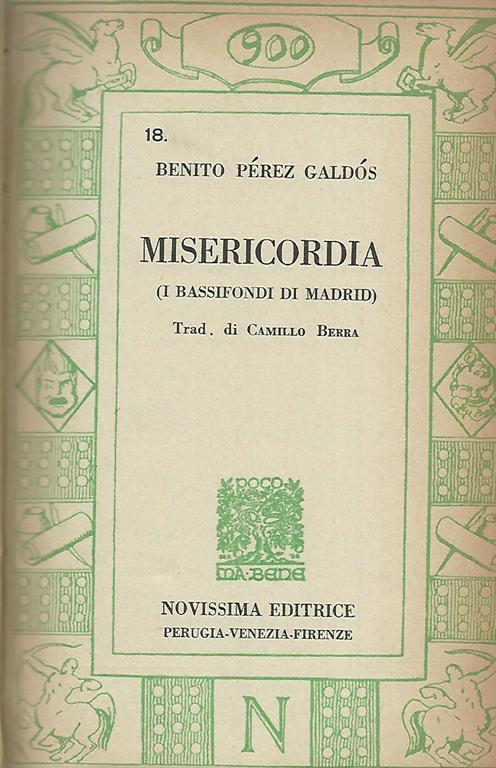 900
18.
BENITO PÉREZ GALDÓS
MISERICORDIA
(I BASSIFONDI DI MADRID)
Trad. di CAMILLO BERRA
POCO
MA·BENE
NOVISSIMA EDITRICE
PERUGIA-VENEZIA-FIRENZE
N